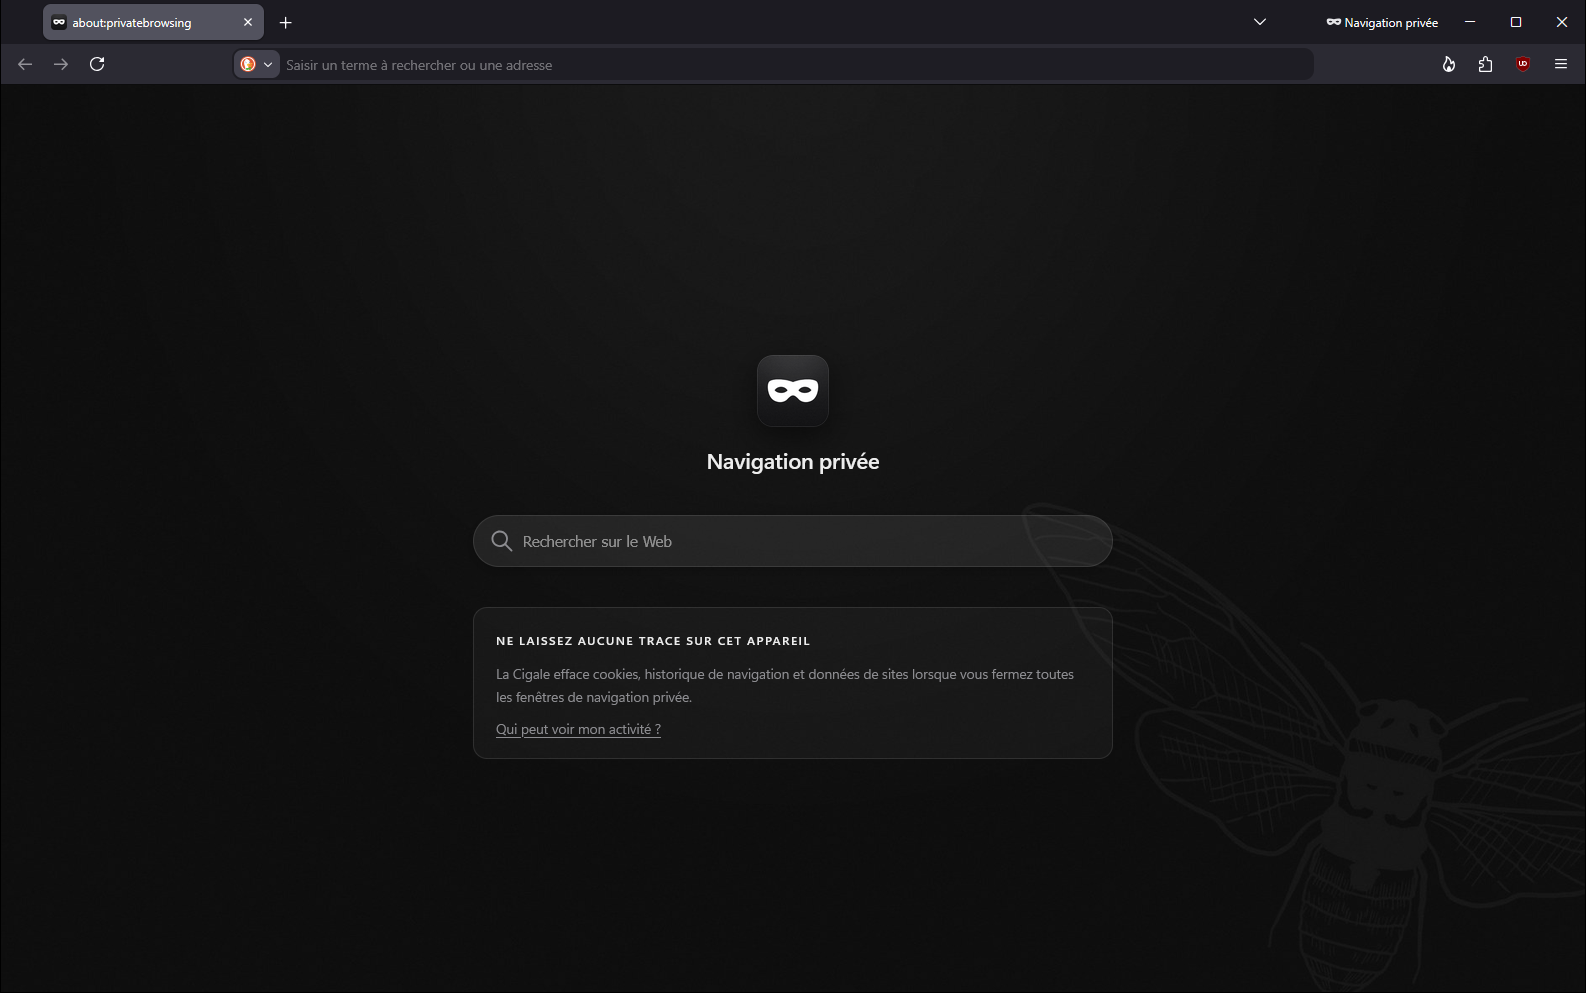 about:privatebrowsing
Navigation privée
Saisir un terme à rechercher ou une adresse
Navigation privée
Rechercher sur le Web
NE LAISSEZ AUCUNE TRACE SUR CET APPAREIL
La Cigale efface cookies, historique de navigation et données de sites lorsque vous fermez toutes
les fenêtres de navigation privée.
Qui peut voir mon activité ?